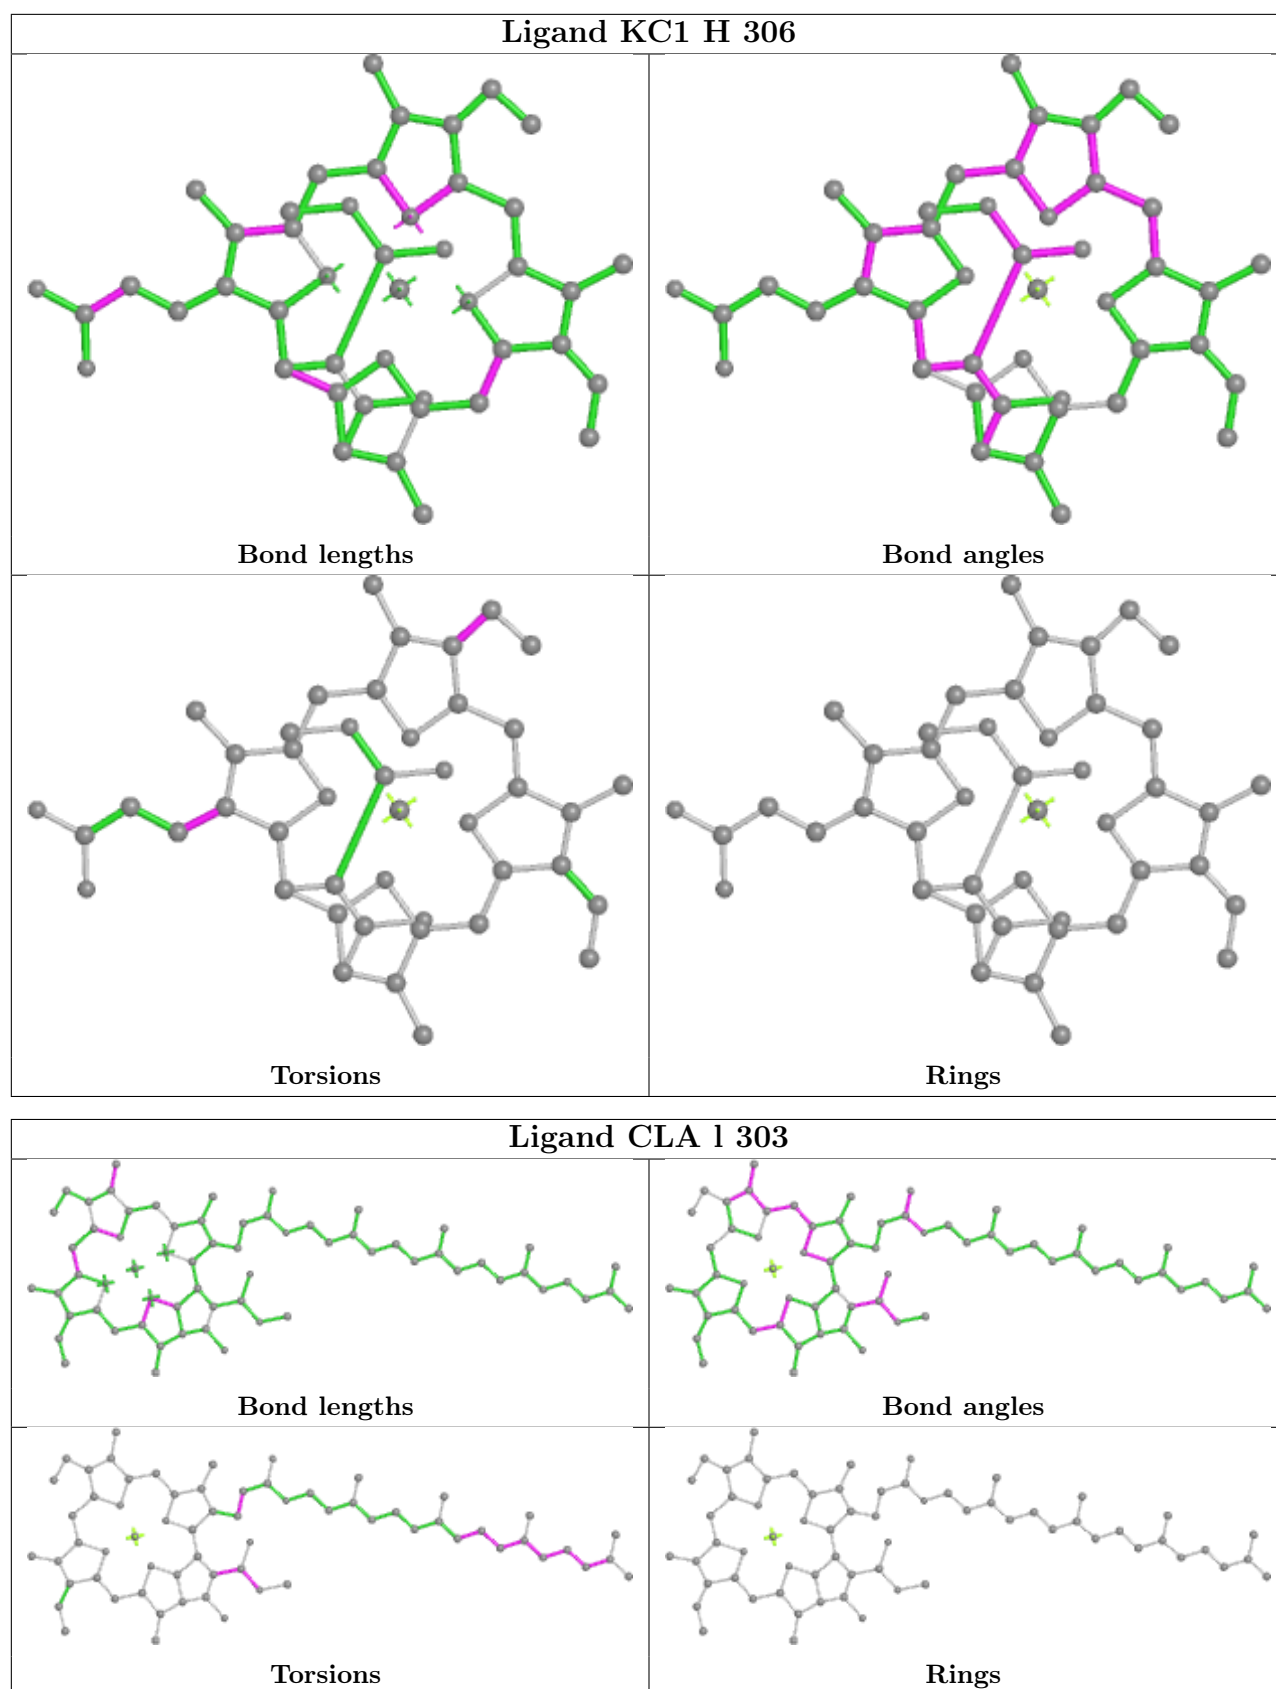 Ligand KC1 H 306
Bond lengths
Bond angles
Torsions
Rings
Ligand CLA l 303
Bond lengths
Bond angles
Torsions
Rings